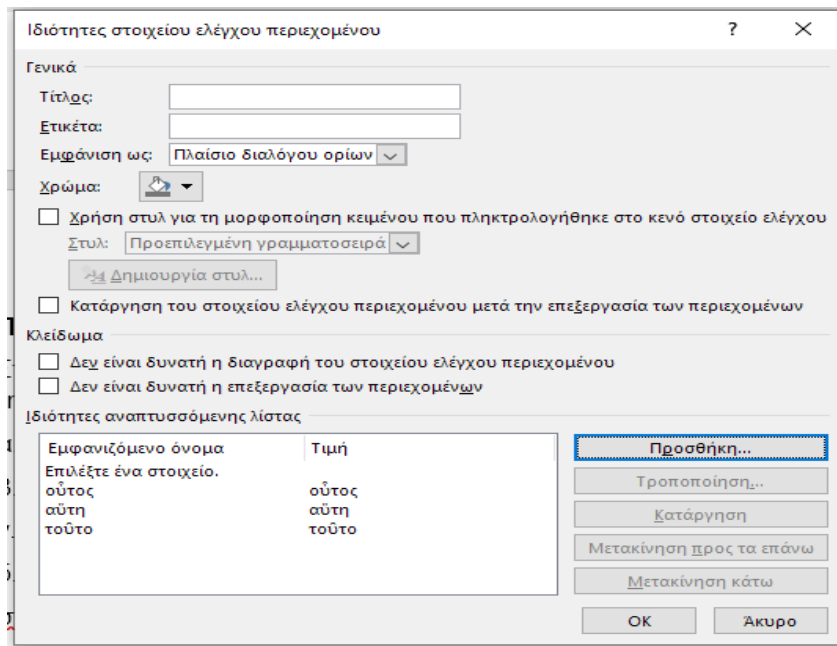 Ιδιότητες στοιχείου ελέγχου περιεχομένου ? ×
Γενικά
Τίτλος:
Ετικέτα:
Εμφάνιση ως: Πλαίσιο διαλόγου ορίων
Χρώμα:
Χρήση στυλ για τη μορφοποίηση κειμένου που πληκτρολογήθηκε στο κενό στοιχείο ελέγχου
Στυλ: Προεπιλεγμένη γραμματοσειρά
Δημιουργία στυλ...
Κατάργηση του στοιχείου ελέγχου περιεχομένου μετά την επεξεργασία των περιεχομένων
Κλείδωμα
Δεν είναι δυνατή η διαγραφή του στοιχείου ελέγχου περιεχομένου
Δεν είναι δυνατή η επεξεργασία των περιεχομένων
Ιδιότητες αναπτυσσόμενης λίστας
Εμφανιζόμενο όνομα Τιμή
Επιλέξτε ένα στοιχείο.
οὗτος οὗτος
αὕτη αὕτη
τοῦτο τοῦτο
Προσθήκη...
Τροποποίηση...
Κατάργηση
Μετακίνηση προς τα επάνω
Μετακίνηση κάτω
OK Άκυρο